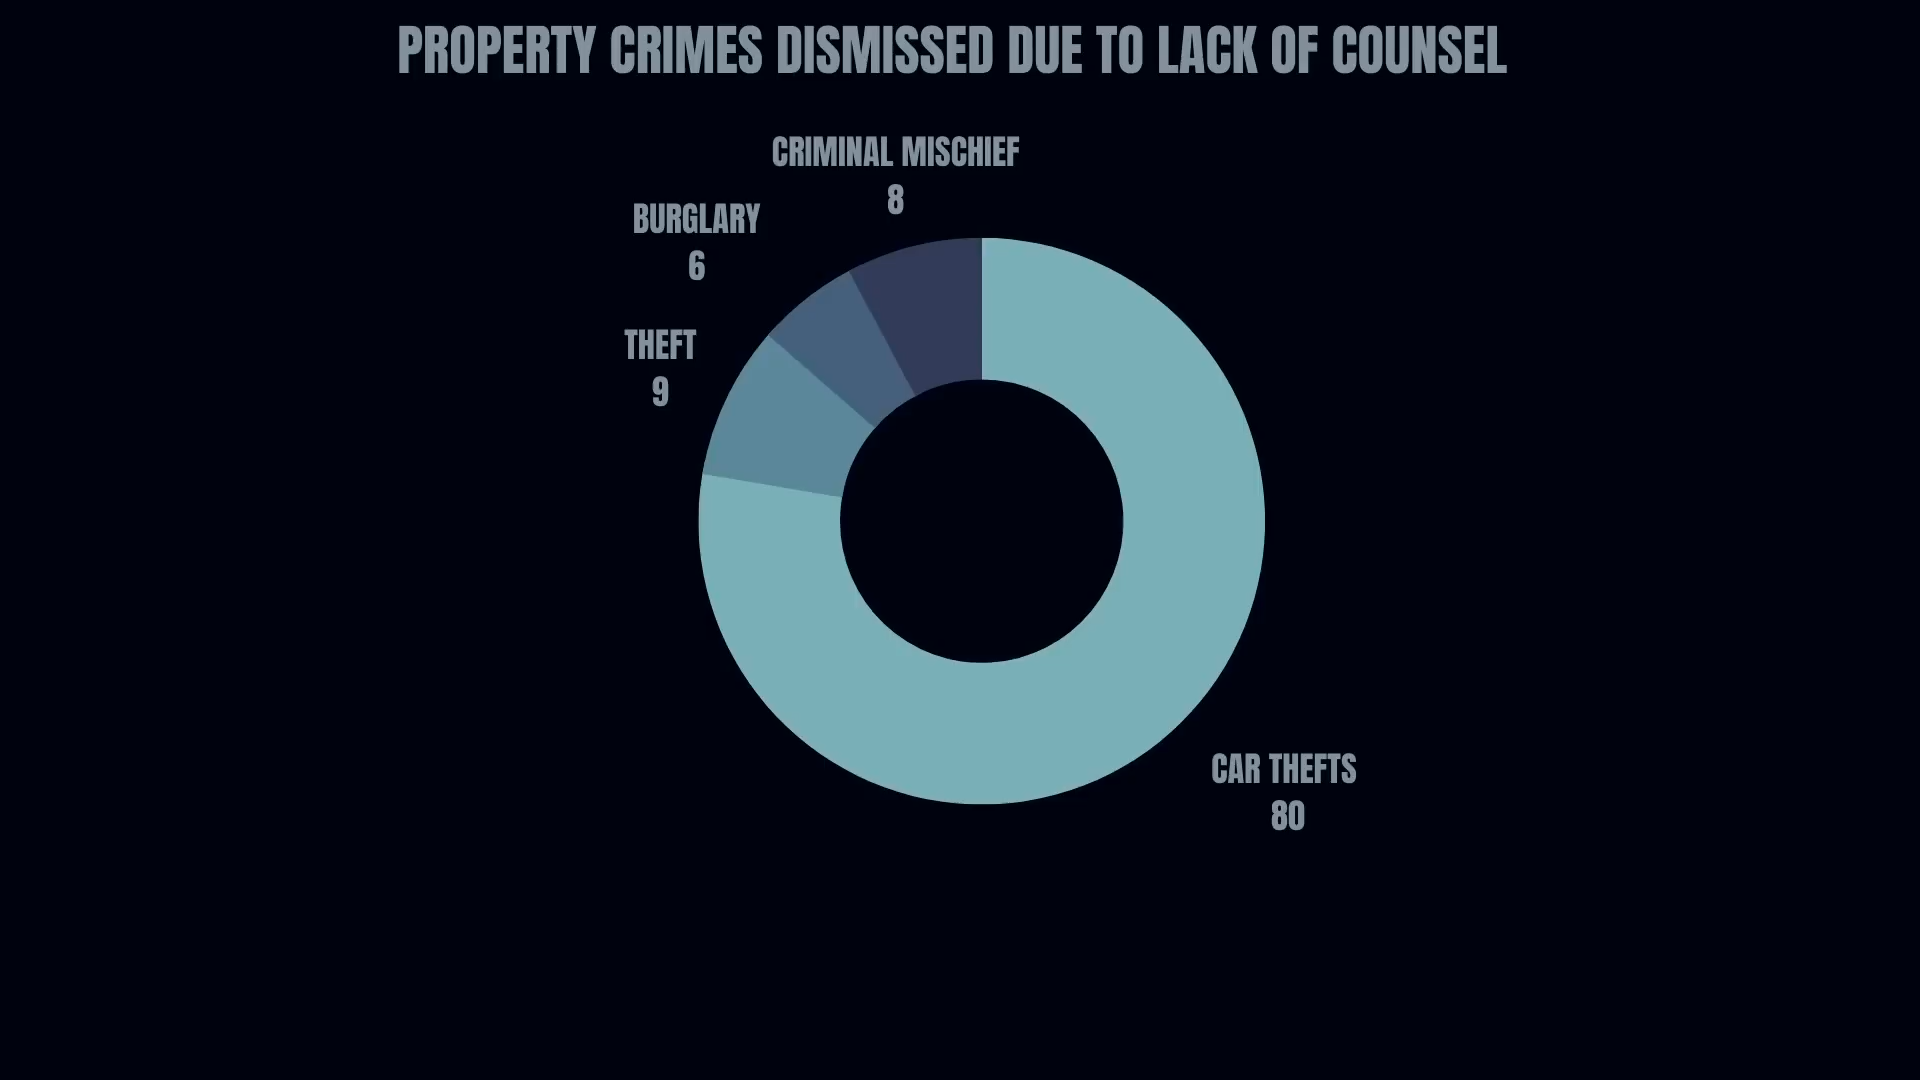 PROPERTY CRIMES DISMISSED DUE TO LACK OF COUNSEL
CRIMINAL MISCHIEF
8
BURGLARY
6
THEFT
9
CAR THEFTS
80